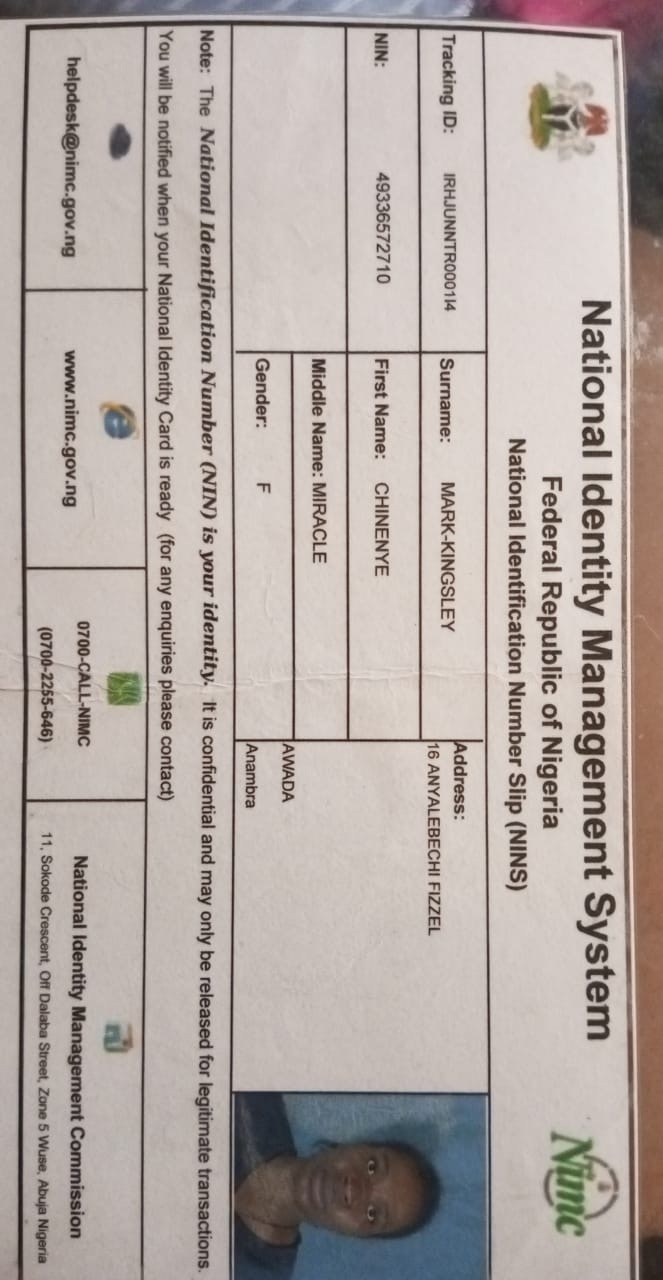 National Identity Management System
Federal Republic of Nigeria
National Identification Number Slip (NINS)
Nimc
Tracking ID: IRHJUNNTR0001I4
Surname: MARK-KINGSLEY
Address:
16 ANYALEBECHI FIZZEL
NIN: 49336572710
First Name: CHINENYE
Middle Name: MIRACLE
AWADA
Gender: F
Anambra
Note: The National Identification Number (NIN) is your identity. It is confidential and may only be released for legitimate transactions.
You will be notified when your National Identity Card is ready (for any enquiries please contact)
helpdesk@nimc.gov.ng
www.nimc.gov.ng
0700-CALL-NIMC
(0700-2255-646)
National Identity Management Commission
11, Sokode Crescent, Off Dalaba Street, Zone 5 Wuse, Abuja Nigeria